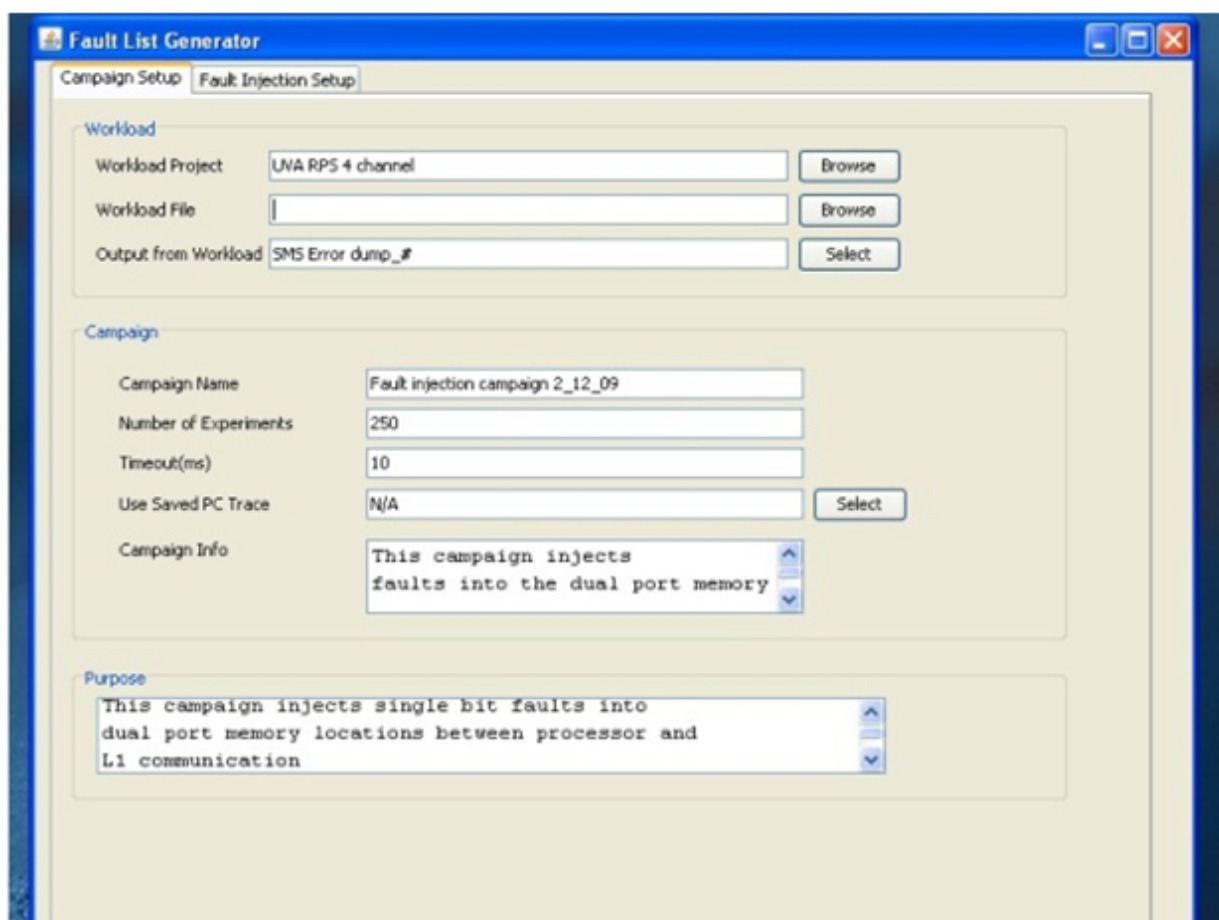 Fault List Generator
Campaign Setup Fault Injection Setup
Workload
Workload Project UVA RPS 4 channel Browse
Workload File Browse
Output from Workload SMS Error dump_# Select
Campaign
Campaign Name Fault injection campaign 2_12_09
Number of Experiments 250
Timeout(ms) 10
Use Saved PC Trace N/A Select
Campaign Info This campaign injects
faults into the dual port memory
Purpose
This campaign injects single bit faults into
dual port memory locations between processor and
L1 communication